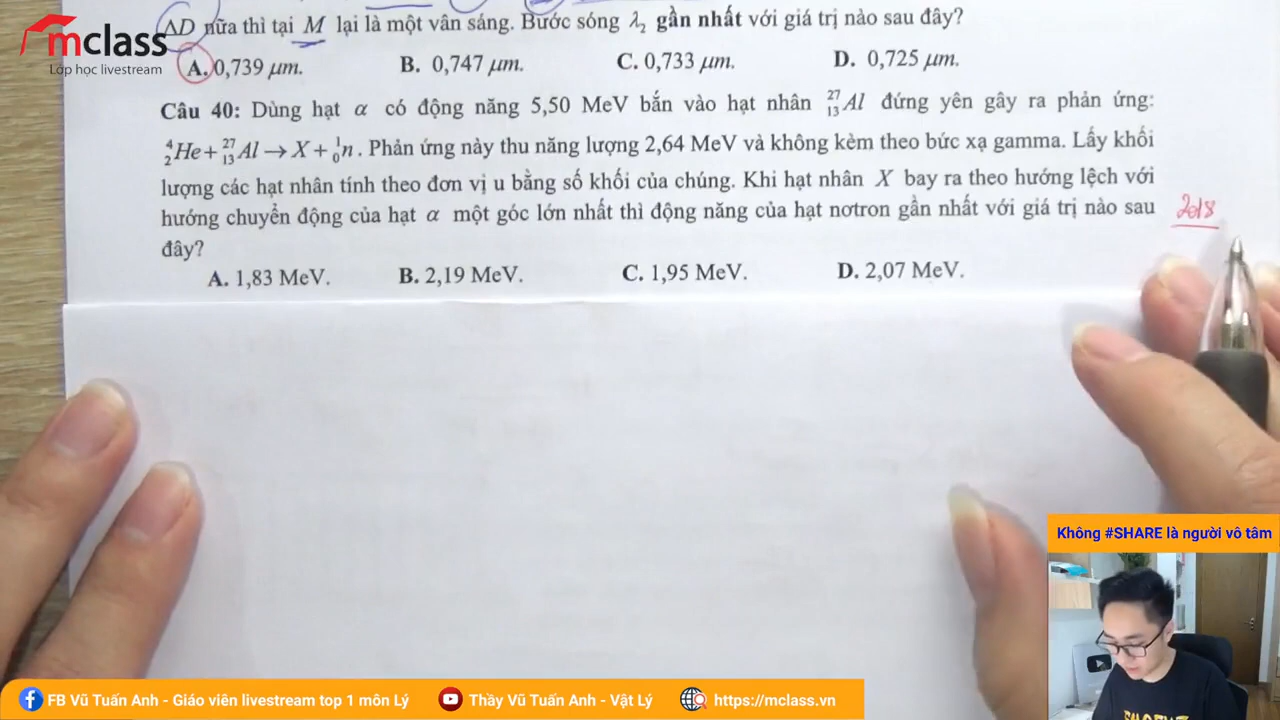 mclass
Lớp học livestream
ΔD nữa thì tại M lại là một vân sáng. Bước sóng λ₂ gần nhất với giá trị nào sau đây?
A. 0,739 μm. B. 0,747 μm. C. 0,733 μm. D. 0,725 μm.
Câu 40: Dùng hạt α có động năng 5,50 MeV bắn vào hạt nhân ²⁷₁₃Al đứng yên gây ra phản ứng:
⁴₂He + ²⁷₁₃Al → X + ¹₀n. Phản ứng này thu năng lượng 2,64 MeV và không kèm theo bức xạ gamma. Lấy khối
lượng các hạt nhân tính theo đơn vị u bằng số khối của chúng. Khi hạt nhân X bay ra theo hướng lệch với
hướng chuyển động của hạt α một góc lớn nhất thì động năng của hạt nơtron gần nhất với giá trị nào sau
2018
đây?
A. 1,83 MeV. B. 2,19 MeV. C. 1,95 MeV. D. 2,07 MeV.
Không #SHARE là người vô tâm
FB Vũ Tuấn Anh - Giáo viên livestream top 1 môn Lý Thầy Vũ Tuấn Anh - Vật Lý https://mclass.vn